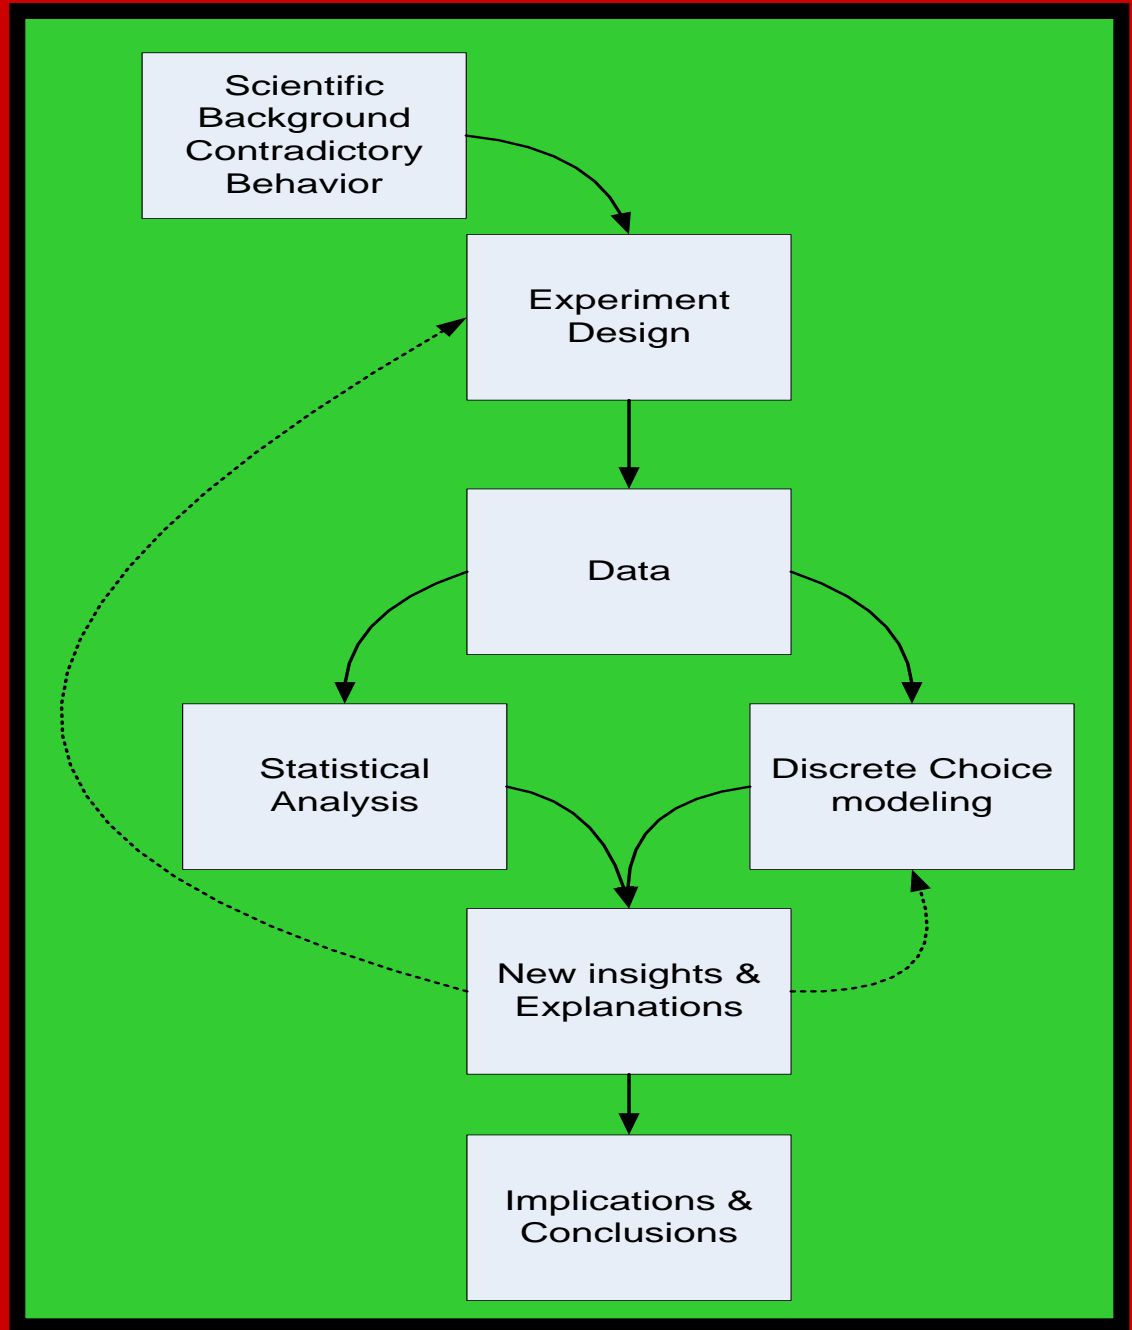 Scientific
Background
Contradictory
Behavior
Experiment
Design
Data
Statistical
Analysis
Discrete Choice
modeling
New insights &
Explanations
Implications &
Conclusions